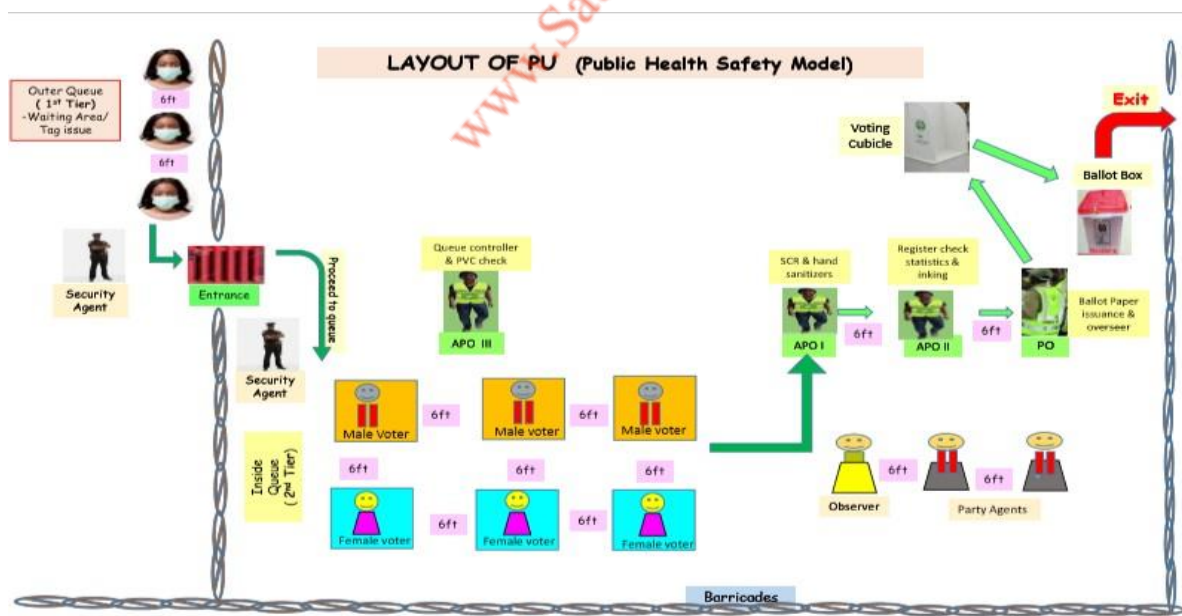 www.Sa
LAYOUT OF PU (Public Health Safety Model)
Outer Queue
( 1st Tier)
-Waiting Area/
Tag issue
6ft
6ft
Security
Agent
Entrance
Proceed to queue
Security
Agent
Queue controller
& PVC check
APO III
Inside
Queue
( 2nd Tier)
Male Voter
6ft
Male voter
6ft
Male voter
6ft
6ft
6ft
Female voter
6ft
Female voter
6ft
Female voter
SCR & hand
sanitizers
APO I
6ft
Register check
statistics &
inking
APO II
6ft
PO
Ballot Paper
issuance &
overseer
Voting
Cubicle
Ballot Box
Exit
Observer
6ft
6ft
Party Agents
Barricades